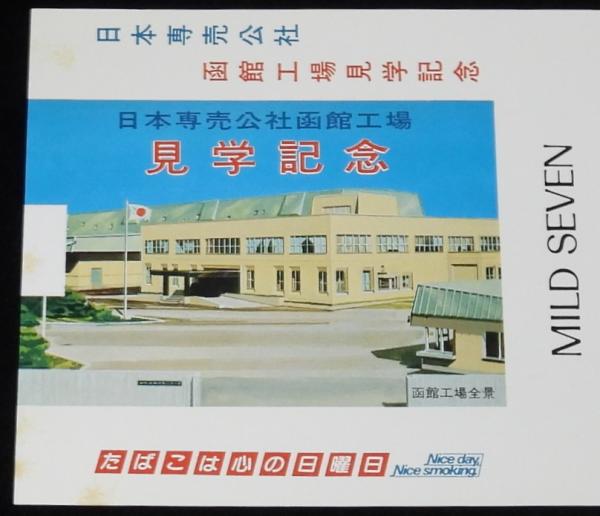 日本専売公社
函館工場見学記念
日本専売公社函館工場
見学記念
函館工場全景
たばこは心の日曜日
Nice day,
Nice smoking.
MILD SEVEN